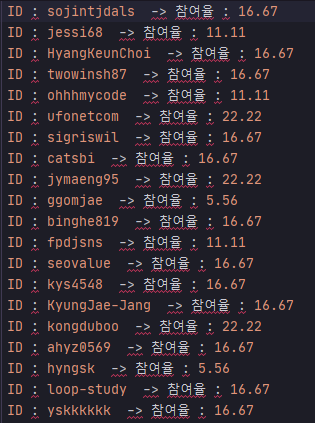 ID : sojintjdals  -> 참여율 : 16.67
ID : jessi68  -> 참여율 : 11.11
ID : HyangKeunChoi  -> 참여율 : 16.67
ID : twowinsh87  -> 참여율 : 16.67
ID : ohhhmycode  -> 참여율 : 11.11
ID : ufonetcom  -> 참여율 : 22.22
ID : sigriswil  -> 참여율 : 16.67
ID : catsbi  -> 참여율 : 16.67
ID : jymaeng95  -> 참여율 : 22.22
ID : ggomjae  -> 참여율 : 5.56
ID : binghe819  -> 참여율 : 16.67
ID : fpdjsns  -> 참여율 : 11.11
ID : seovalue  -> 참여율 : 16.67
ID : kys4548  -> 참여율 : 16.67
ID : KyungJae-Jang  -> 참여율 : 16.67
ID : kongduboo  -> 참여율 : 22.22
ID : ahyz0569  -> 참여율 : 16.67
ID : hyngsk  -> 참여율 : 5.56
ID : loop-study  -> 참여율 : 16.67
ID : yskkkkkk  -> 참여율 : 16.67